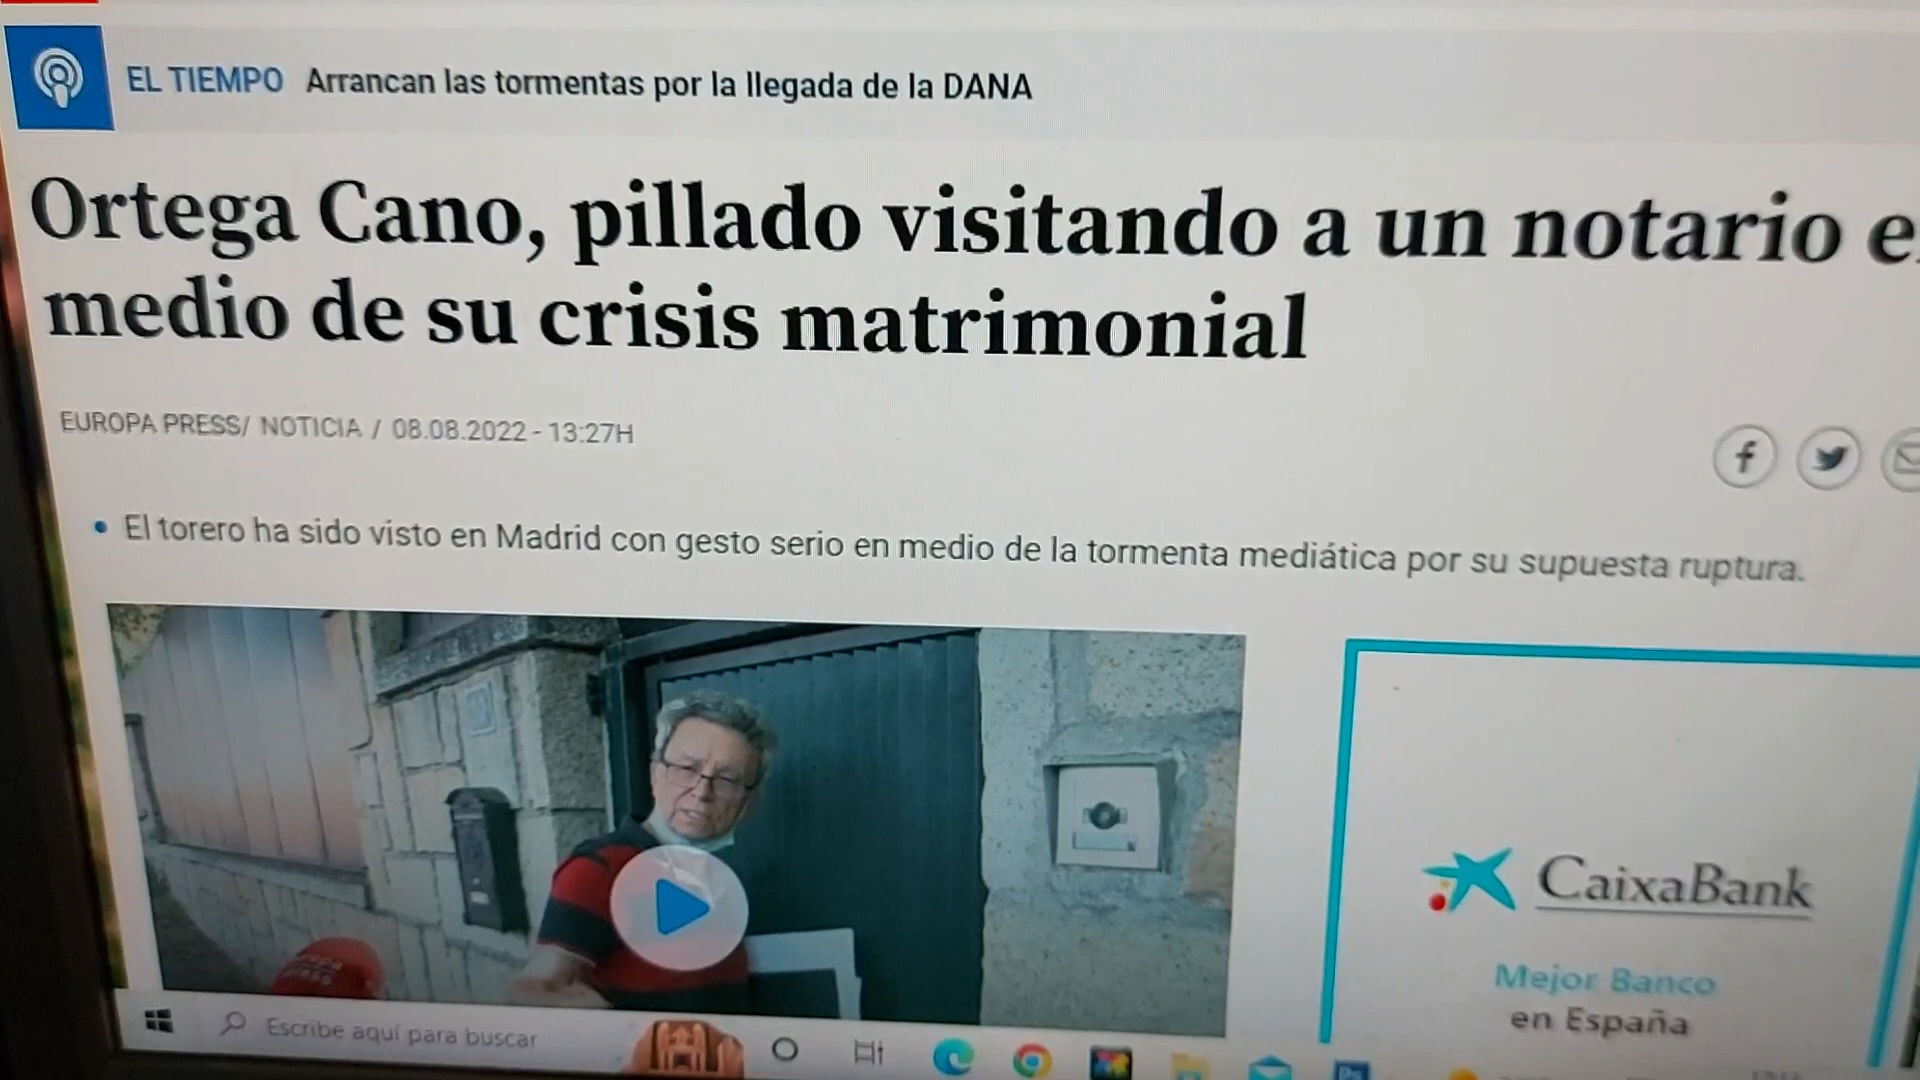 EL TIEMPO Arrancan las tormentas por la llegada de la DANA
Ortega Cano, pillado visitando a un notario e
medio de su crisis matrimonial
EUROPA PRESS/ NOTICIA / 08.08.2022 - 13:27H
f
El torero ha sido visto en Madrid con gesto serio en medio de la tormenta mediática por su supuesta ruptura.
CaixaBank
Mejor Banco
en España
press
Escribe aquí para buscar
Ps